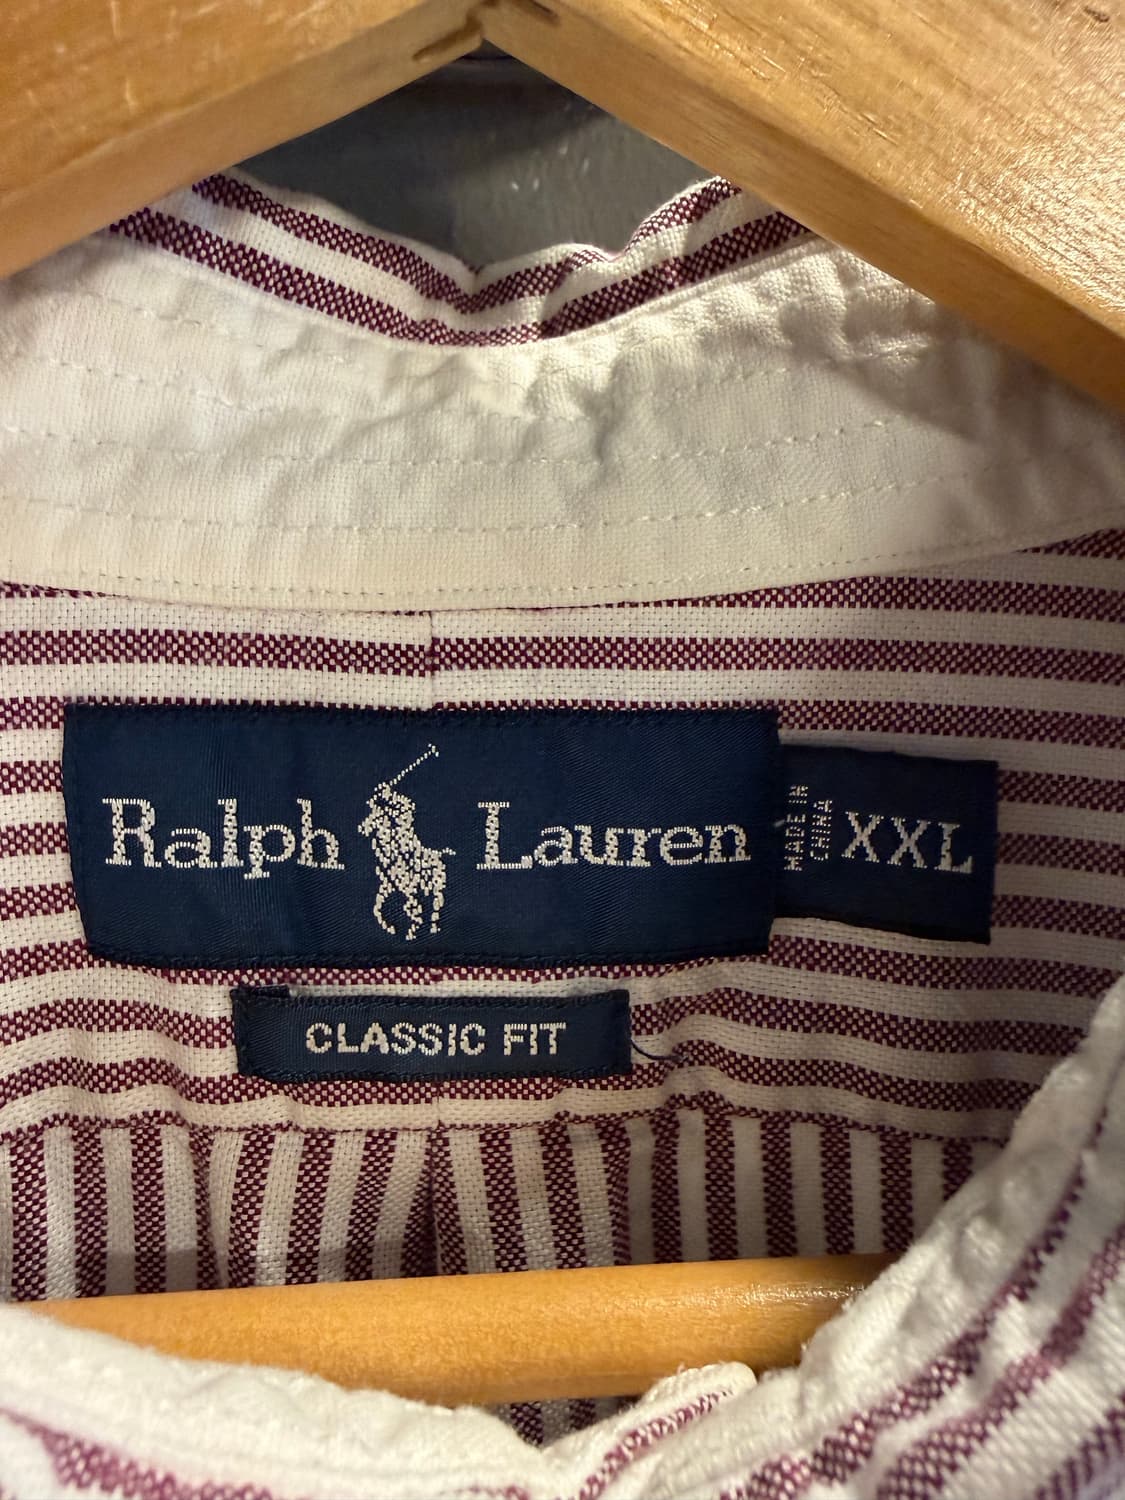 Ralph Lauren
MADE IN
CHINA
XXL
CLASSIC FIT